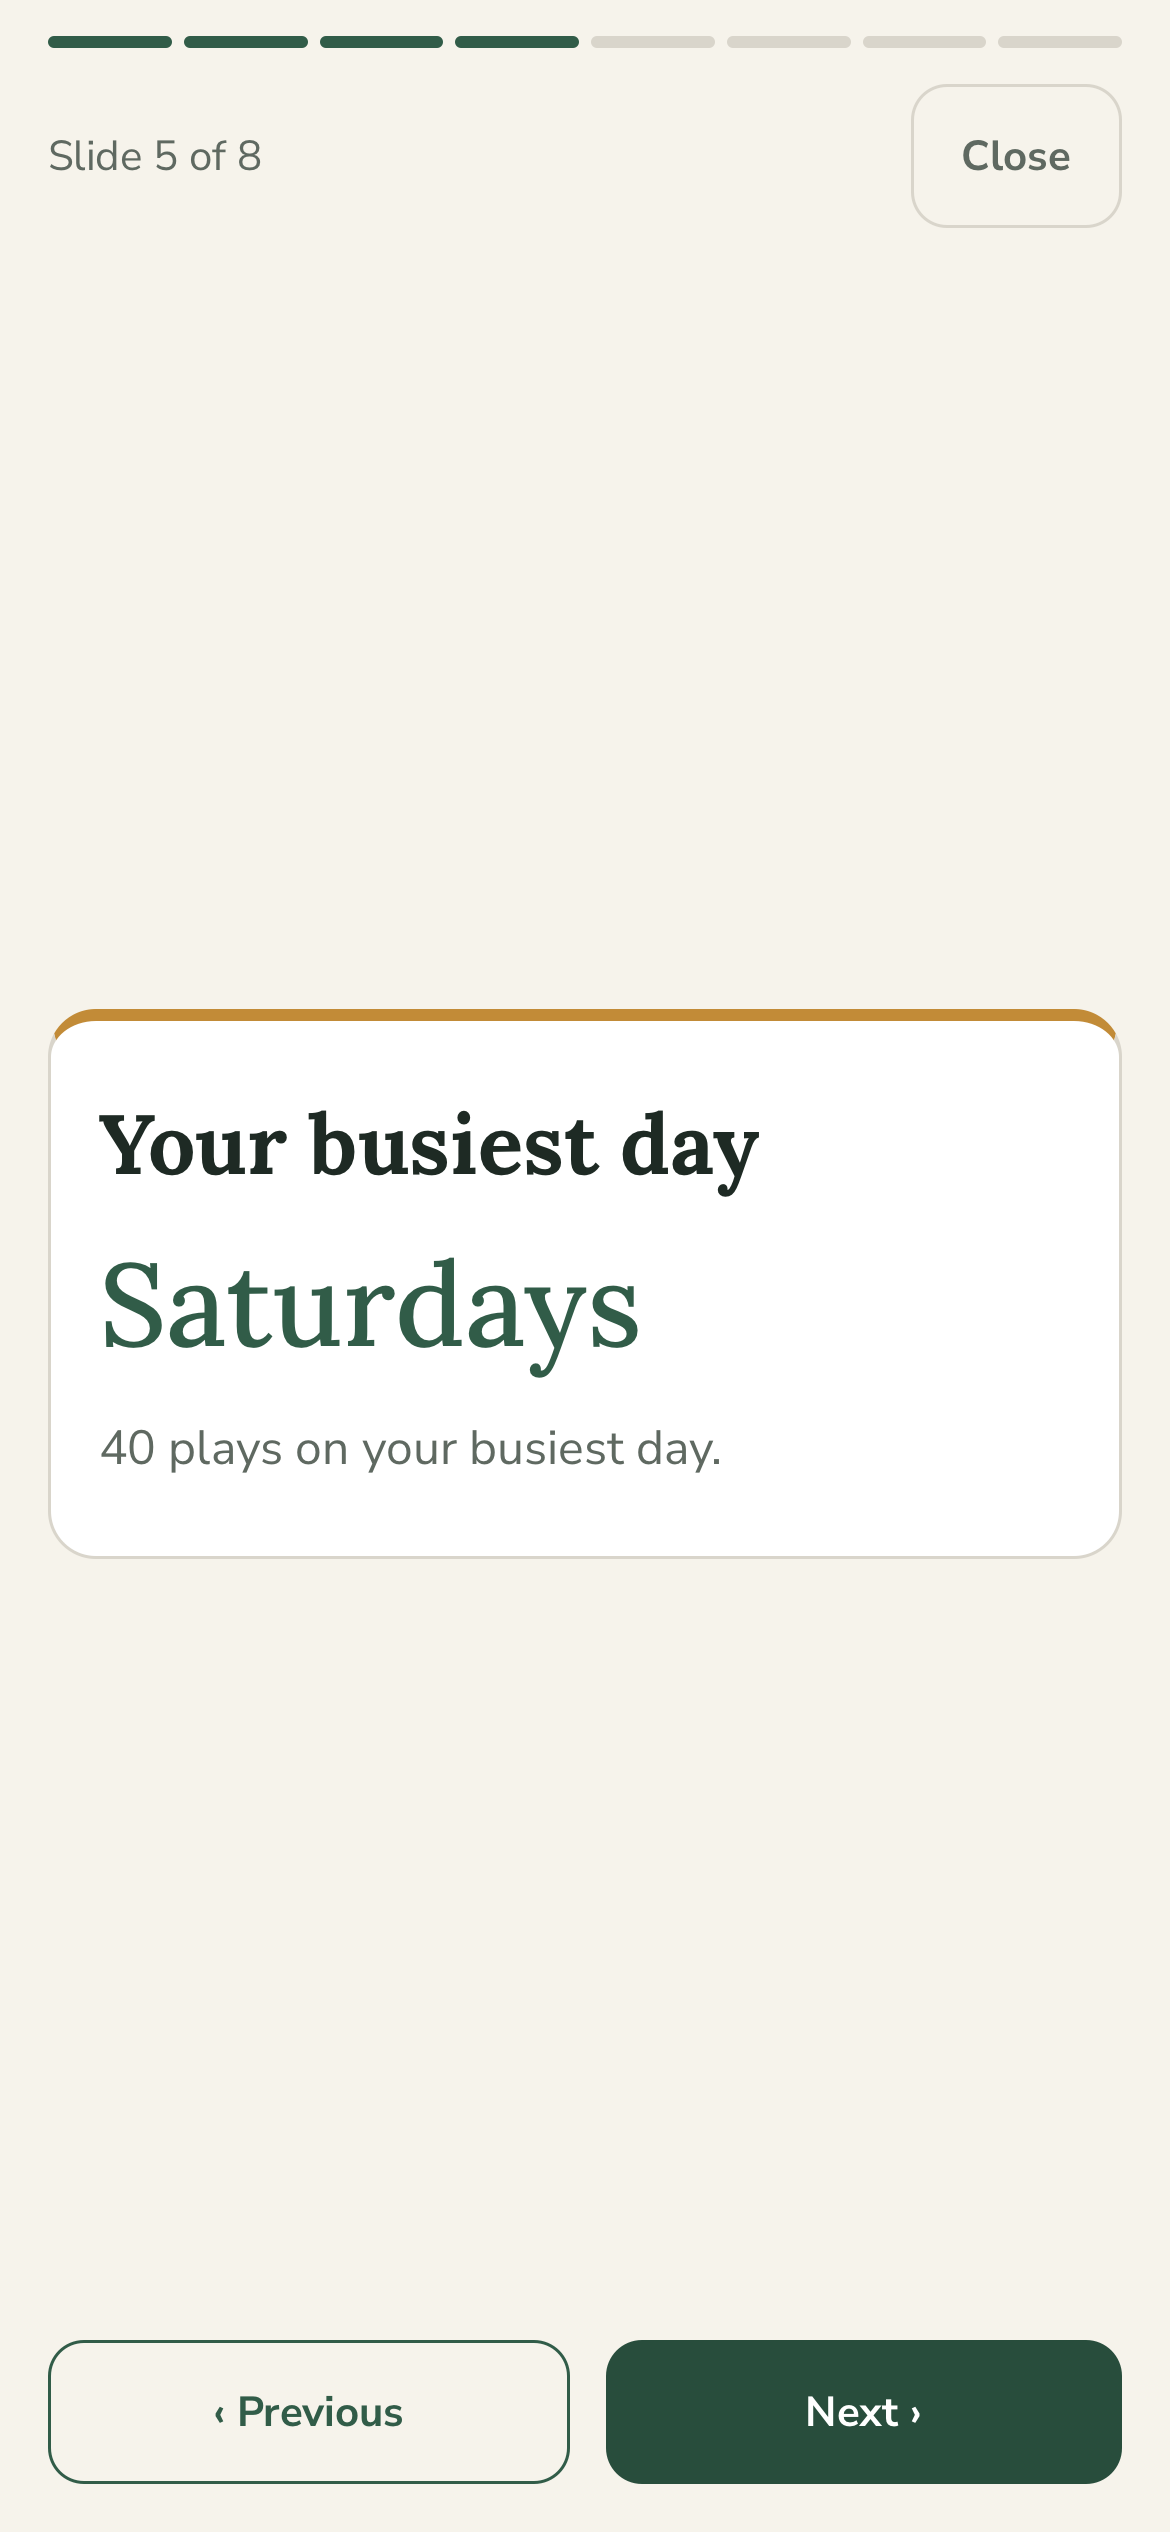 Slide 5 of 8
Close
Your busiest day
Saturdays
40 plays on your busiest day.
‹ Previous
Next ›